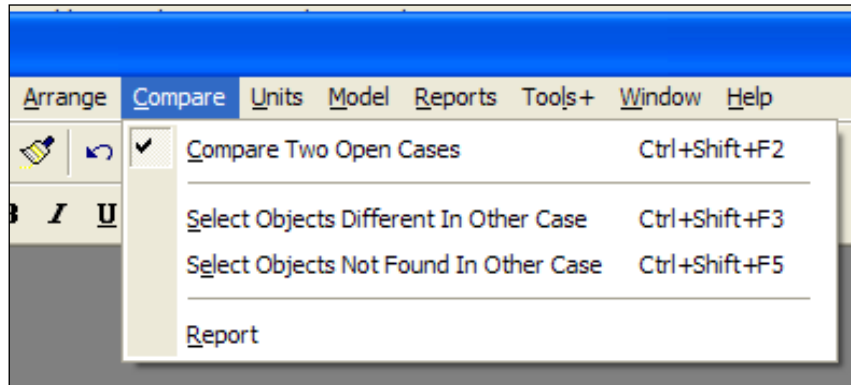 Arrange Compare Units Model Reports Tools+ Window Help
Compare Two Open Cases Ctrl+Shift+F2
I U
Select Objects Different In Other Case Ctrl+Shift+F3
Select Objects Not Found In Other Case Ctrl+Shift+F5
Report